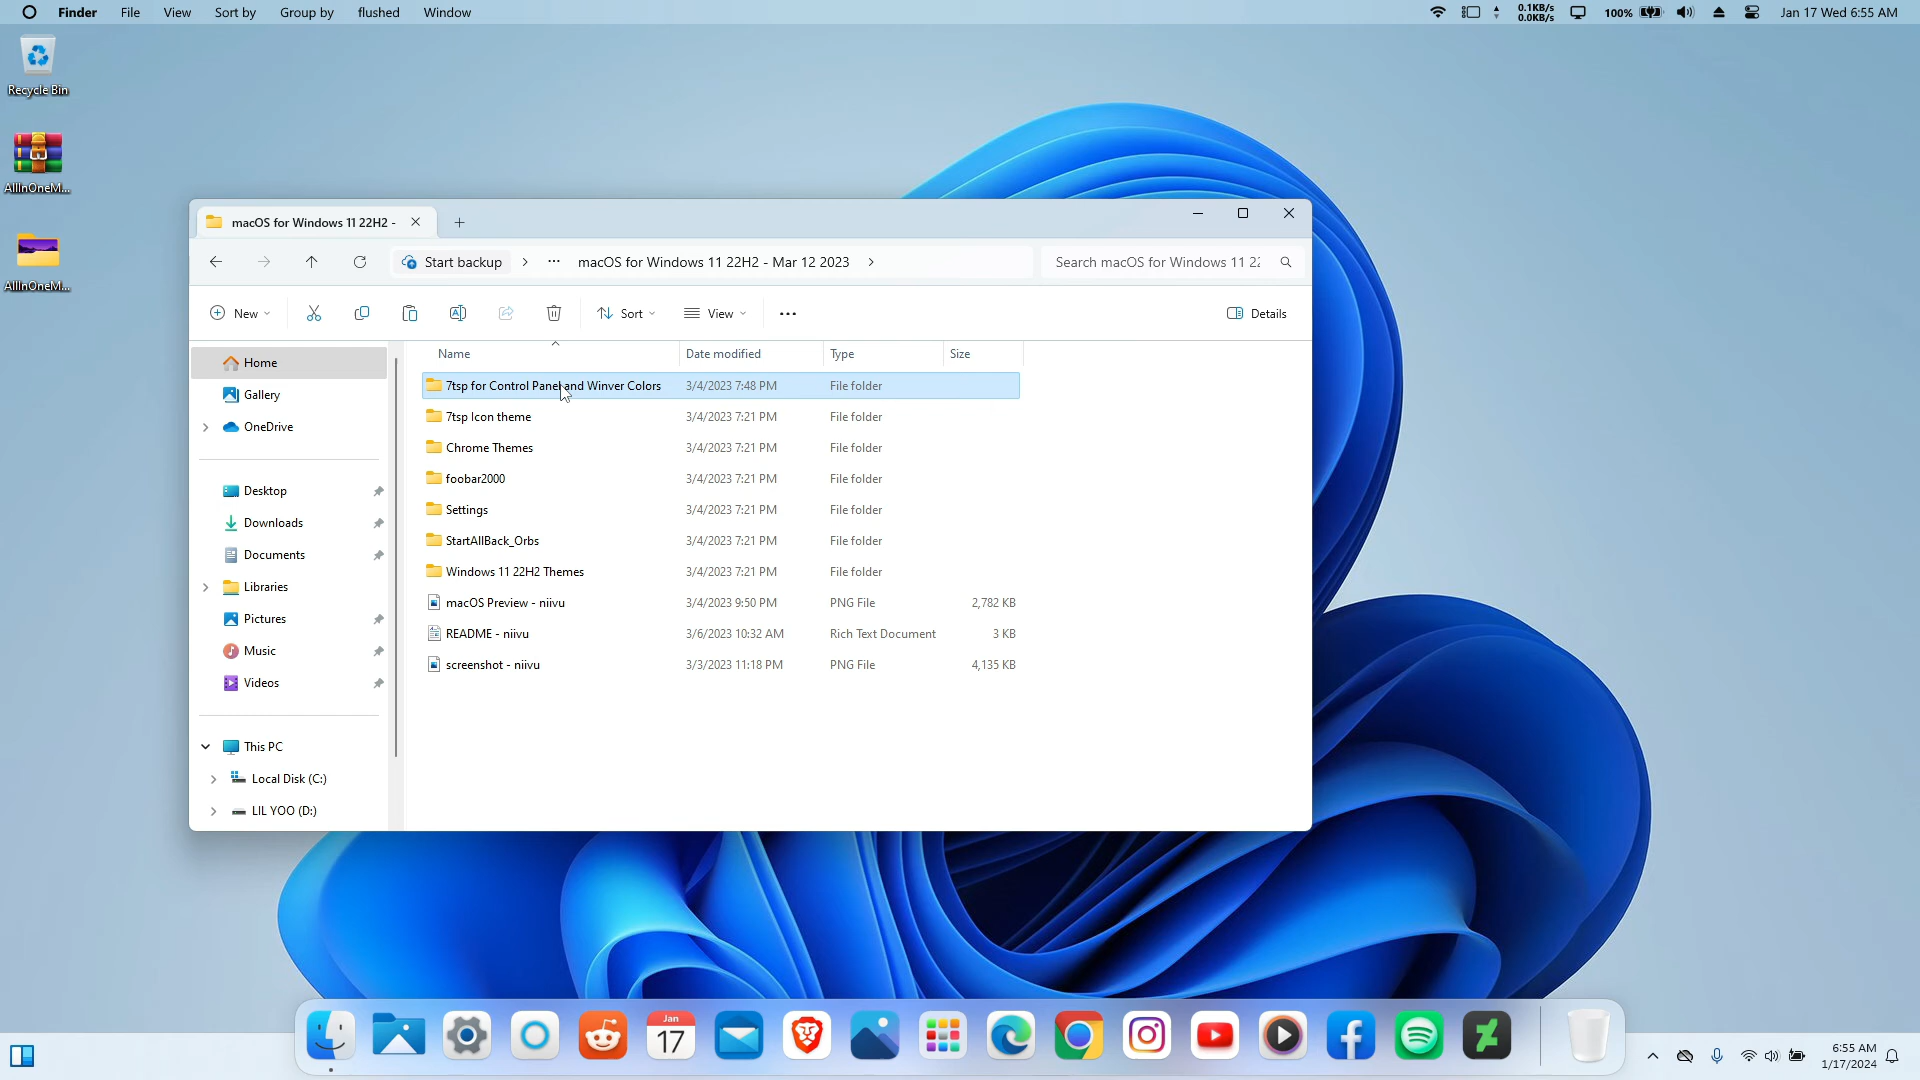 Finder File View Sort by Group by flushed Window
0.1KB/s
0.0KB/s
100%
Jan 17 Wed 6:55 AM
Recycle Bin
AllInOneM...
AllInOneM...
macOS for Windows 11 22H2 -
Start backup
macOS for Windows 11 22H2 - Mar 12 2023
Search macOS for Windows 11 22
New
Sort
View
Details
Name Date modified Type Size
Home
Gallery
OneDrive
Desktop
Downloads
Documents
Libraries
Pictures
Music
Videos
This PC
Local Disk (C:)
LIL YOO (D:)
7tsp for Control Panel and Winver Colors 3/4/2023 7:48 PM File folder
7tsp Icon theme 3/4/2023 7:21 PM File folder
Chrome Themes 3/4/2023 7:21 PM File folder
foobar2000 3/4/2023 7:21 PM File folder
Settings 3/4/2023 7:21 PM File folder
StartAllBack_Orbs 3/4/2023 7:21 PM File folder
Windows 11 22H2 Themes 3/4/2023 7:21 PM File folder
macOS Preview - niivu 3/4/2023 9:50 PM PNG File 2,782 KB
README - niivu 3/6/2023 10:32 AM Rich Text Document 3 KB
screenshot - niivu 3/3/2023 11:18 PM PNG File 4,135 KB
Jan
17
6:55 AM
1/17/2024